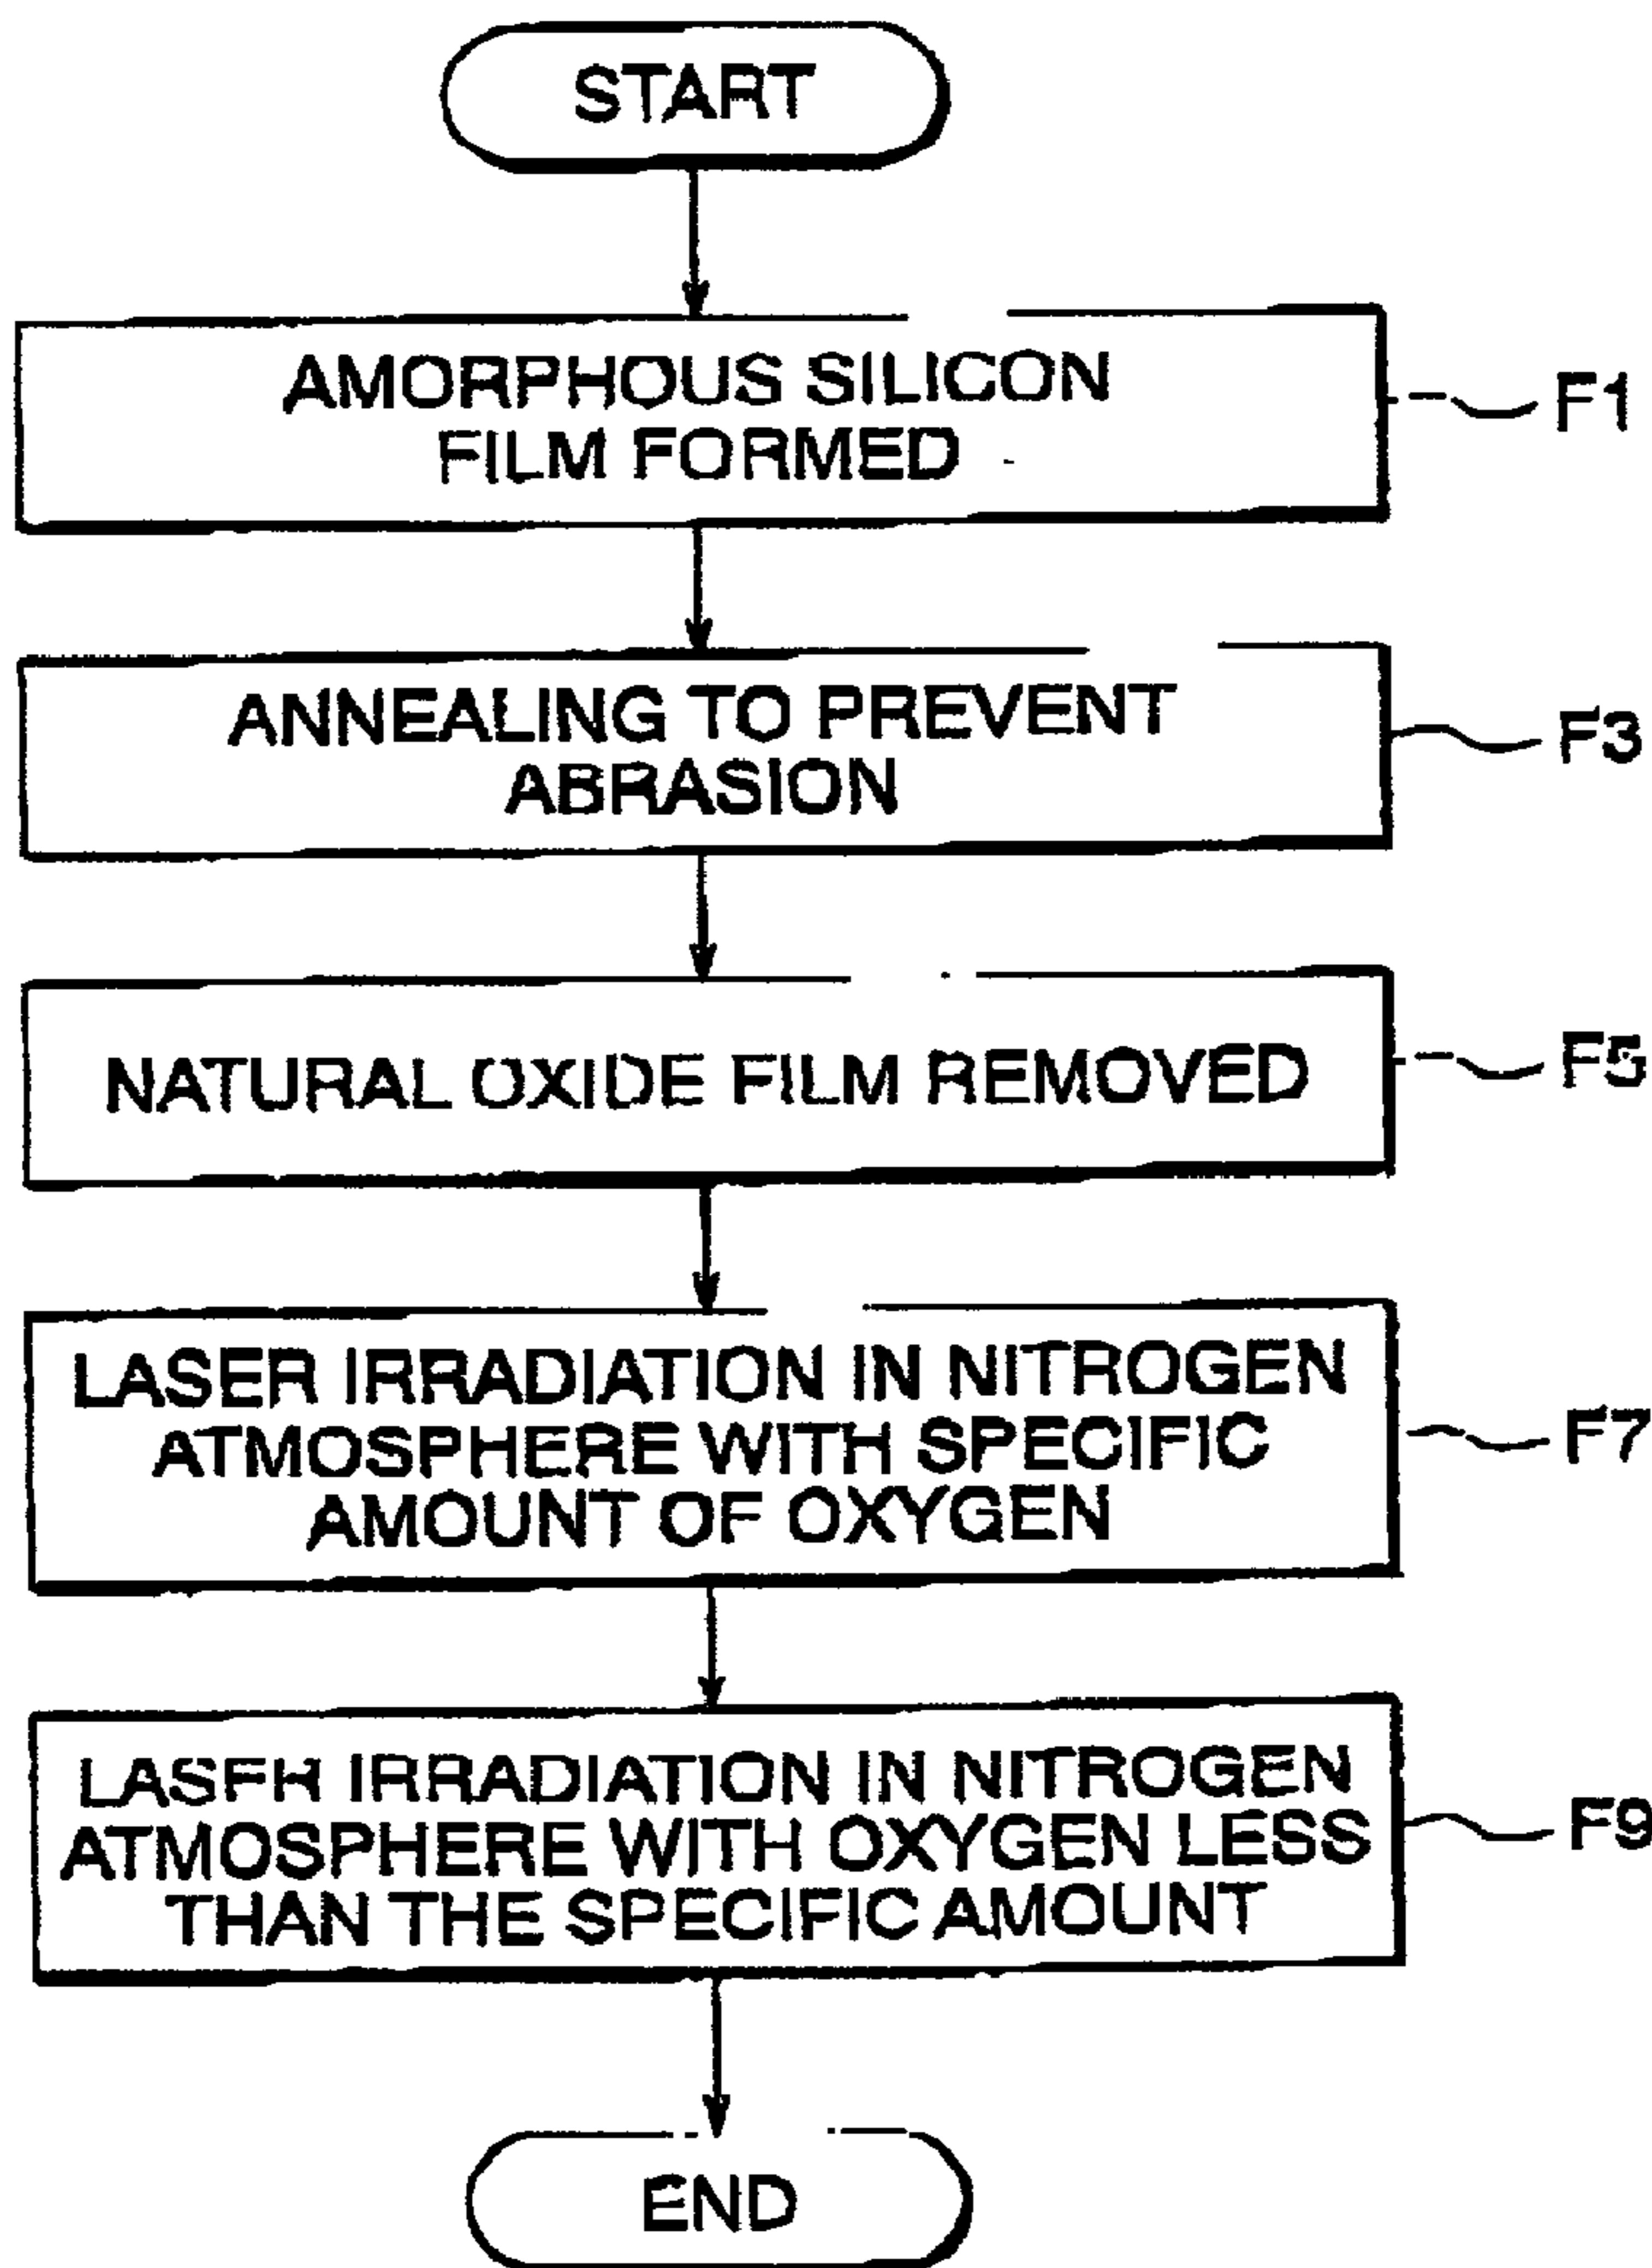 START
AMORPHOUS SILICON
FILM FORMED
F1
ANNEALING TO PREVENT
ABRASION
F3
NATURAL OXIDE FILM REMOVED
F5
LASER IRRADIATION IN NITROGEN
ATMOSPHERE WITH SPECIFIC
AMOUNT OF OXYGEN
F7
LASER IRRADIATION IN NITROGEN
ATMOSPHERE WITH OXYGEN LESS
THAN THE SPECIFIC AMOUNT
F9
END